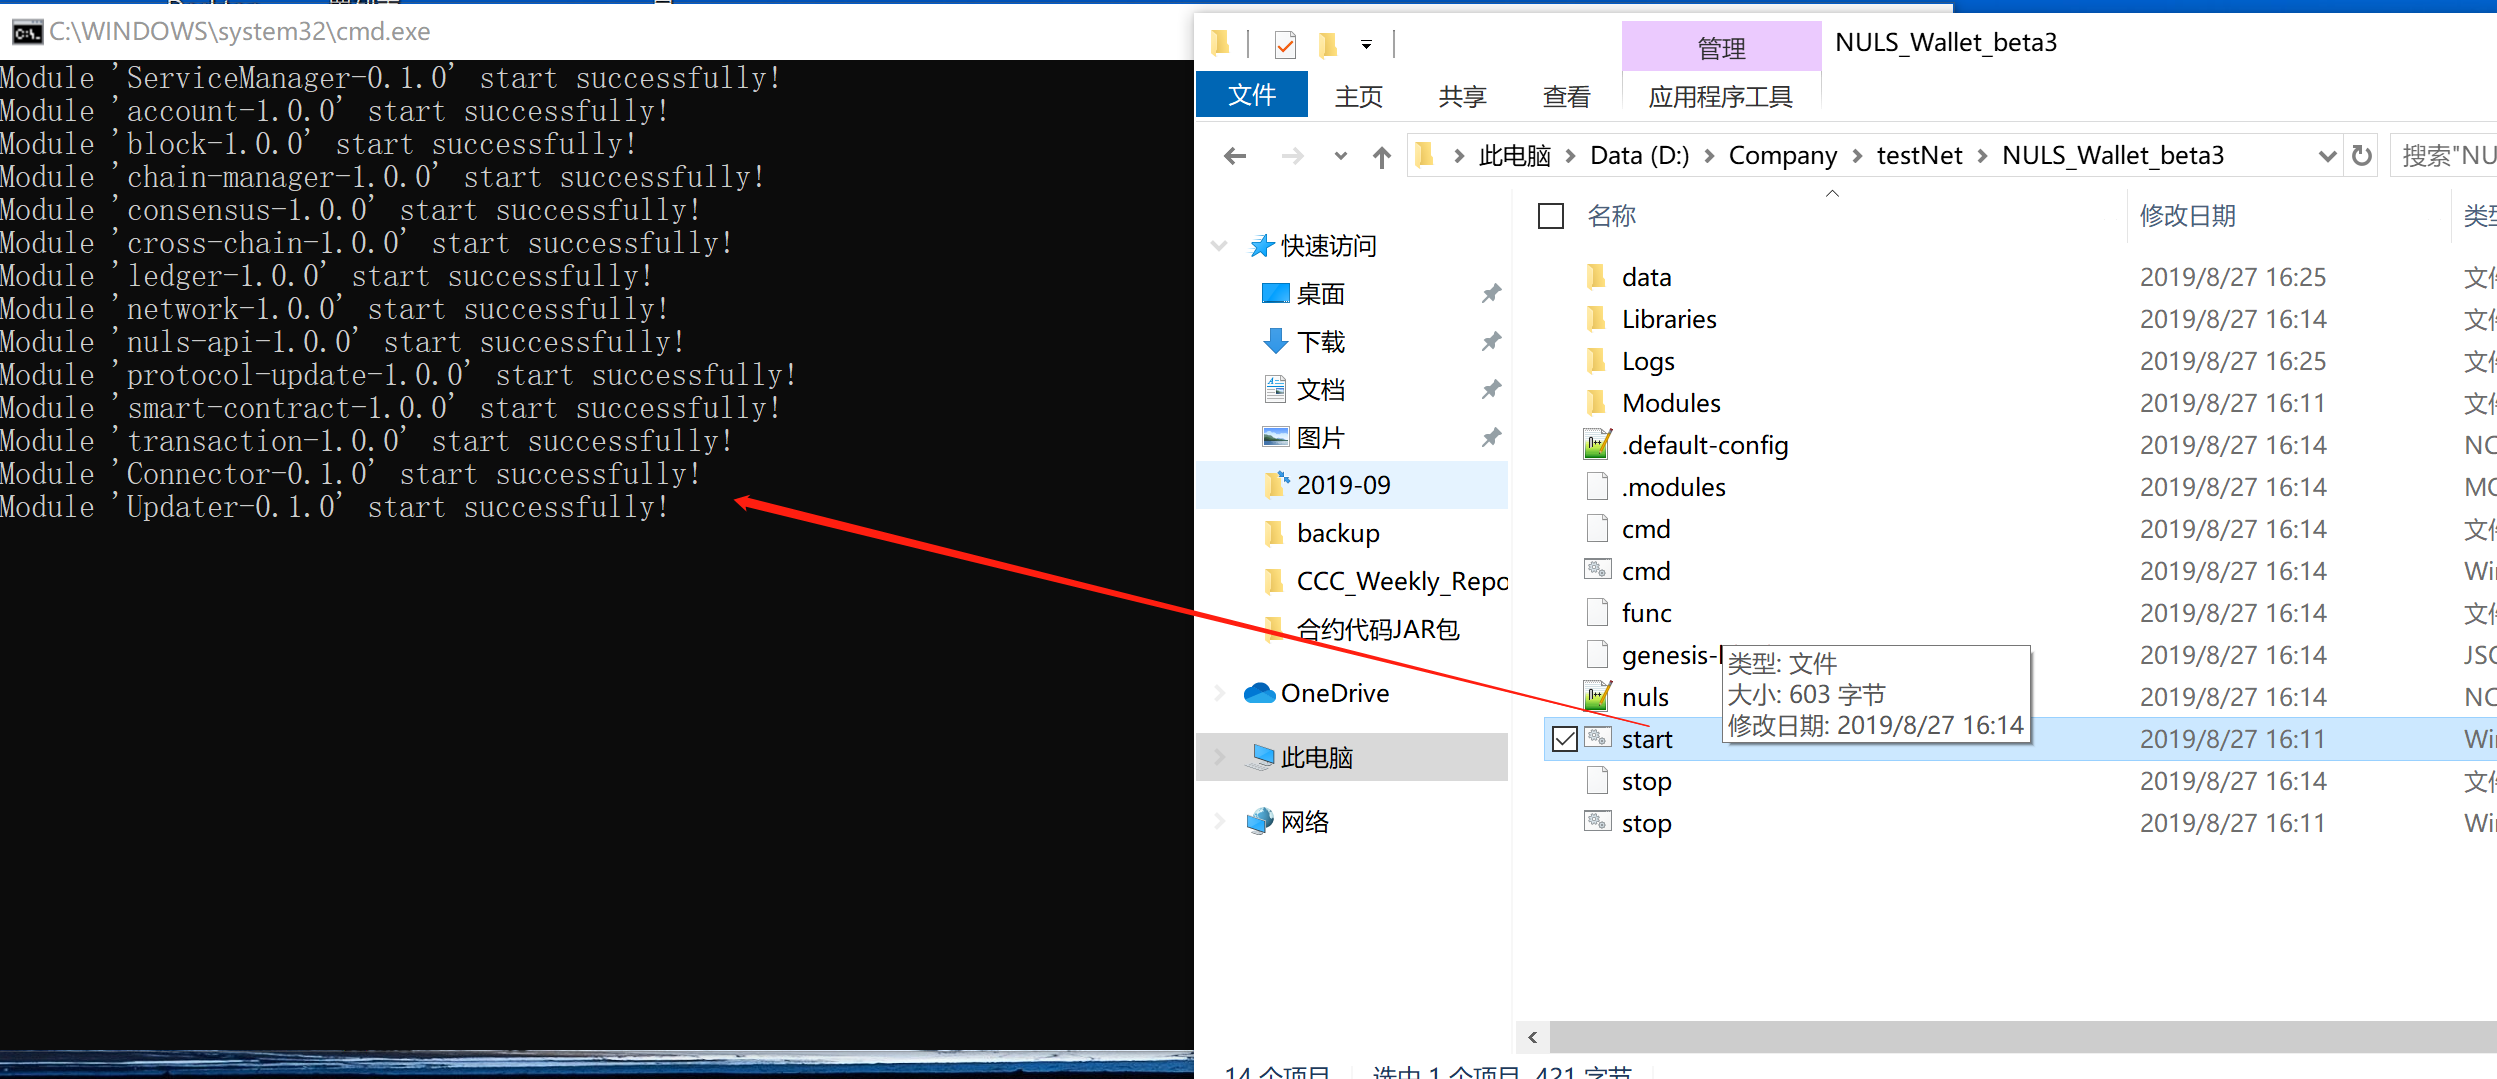 C:\WINDOWS\system32\cmd.exe
Module 'ServiceManager-0.1.0' start successfully!
Module 'account-1.0.0' start successfully!
Module 'block-1.0.0' start successfully!
Module 'chain-manager-1.0.0' start successfully!
Module 'consensus-1.0.0' start successfully!
Module 'cross-chain-1.0.0' start successfully!
Module 'ledger-1.0.0' start successfully!
Module 'network-1.0.0' start successfully!
Module 'nuls-api-1.0.0' start successfully!
Module 'protocol-update-1.0.0' start successfully!
Module 'smart-contract-1.0.0' start successfully!
Module 'transaction-1.0.0' start successfully!
Module 'Connector-0.1.0' start successfully!
Module 'Updater-0.1.0' start successfully!
管理 NULS_Wallet_beta3
文件 主页 共享 查看 应用程序工具
此电脑 Data (D:) Company testNet NULS_Wallet_beta3 搜索"NU
快速访问
桌面
下载
文档
图片
2019-09
backup
CCC_Weekly_Repo
合约代码JAR包
OneDrive
此电脑
网络
名称 修改日期 类型
data 2019/8/27 16:25 文件
Libraries 2019/8/27 16:14 文件
Logs 2019/8/27 16:25 文件
Modules 2019/8/27 16:11 文件
.default-config 2019/8/27 16:14 NC
.modules 2019/8/27 16:14 MO
cmd 2019/8/27 16:14 文件
cmd 2019/8/27 16:14 Win
func 2019/8/27 16:14 文件
genesis- 2019/8/27 16:14 JSO
nuls 2019/8/27 16:14 NC
start 2019/8/27 16:11 Win
stop 2019/8/27 16:14 文件
stop 2019/8/27 16:11 Win
类型: 文件
大小: 603 字节
修改日期: 2019/8/27 16:14
14 个项目 选中 1 个项目 421 字节